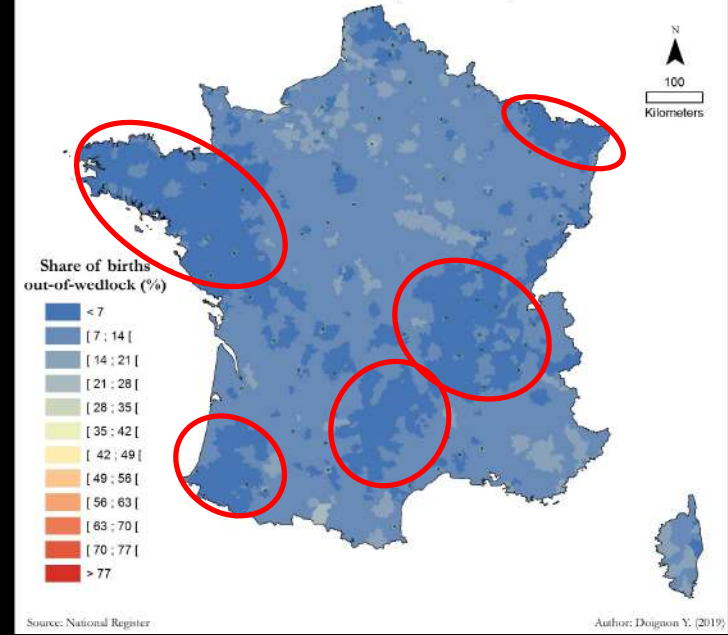 N
100
Kilometers
Share of births
out-of-wedlock (%)
< 7
[ 7 ; 14 [
[ 14 ; 21 [
[ 21 ; 28 [
[ 28 ; 35 [
[ 35 ; 42 [
[ 42 ; 49 [
[ 49 ; 56 [
[ 56 ; 63 [
[ 63 ; 70 [
[ 70 ; 77 [
> 77
Source: National Register
Author: Doignon Y. (2019)